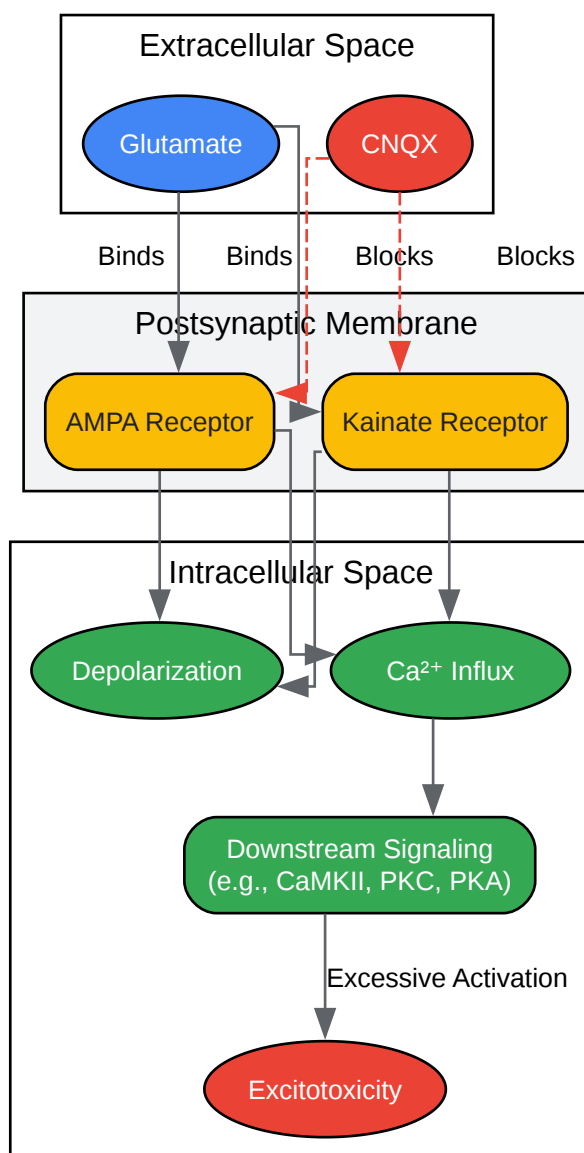 Extracellular Space
Glutamate
CNQX
Binds
Binds
Blocks
Blocks
Postsynaptic Membrane
AMPA Receptor
Kainate Receptor
Intracellular Space
Depolarization
Ca²⁺ Influx
Downstream Signaling
(e.g., CaMKII, PKC, PKA)
Excessive Activation
Excitotoxicity